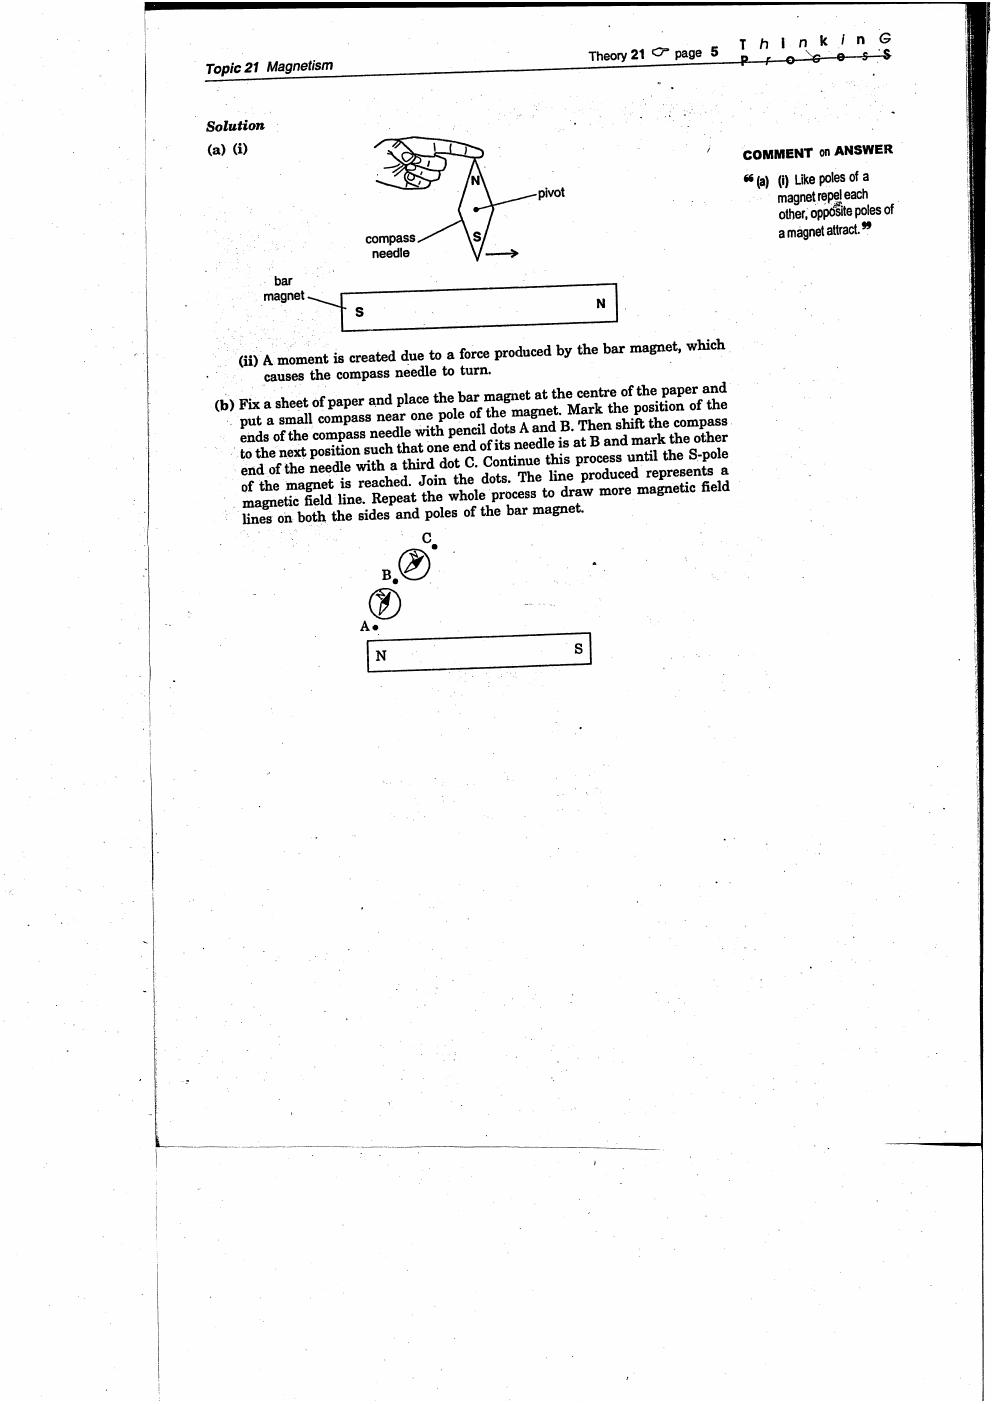 Topic 21 Magnetism
Theory 21 ☞ page 5
ThInkinG
ProcesS
Solution
(a) (i)
N
pivot
compass
needle
S
bar
magnet
S
N
COMMENT on ANSWER
❝ (a) (i) Like poles of a
magnet repel each
other, opposite poles of
a magnet attract.❞
(ii) A moment is created due to a force produced by the bar magnet, which
causes the compass needle to turn.
(b) Fix a sheet of paper and place the bar magnet at the centre of the paper and
put a small compass near one pole of the magnet. Mark the position of the
ends of the compass needle with pencil dots A and B. Then shift the compass
to the next position such that one end of its needle is at B and mark the other
end of the needle with a third dot C. Continue this process until the S-pole
of the magnet is reached. Join the dots. The line produced represents a
magnetic field line. Repeat the whole process to draw more magnetic field
lines on both the sides and poles of the bar magnet.
C
N
B
N
A
N
S